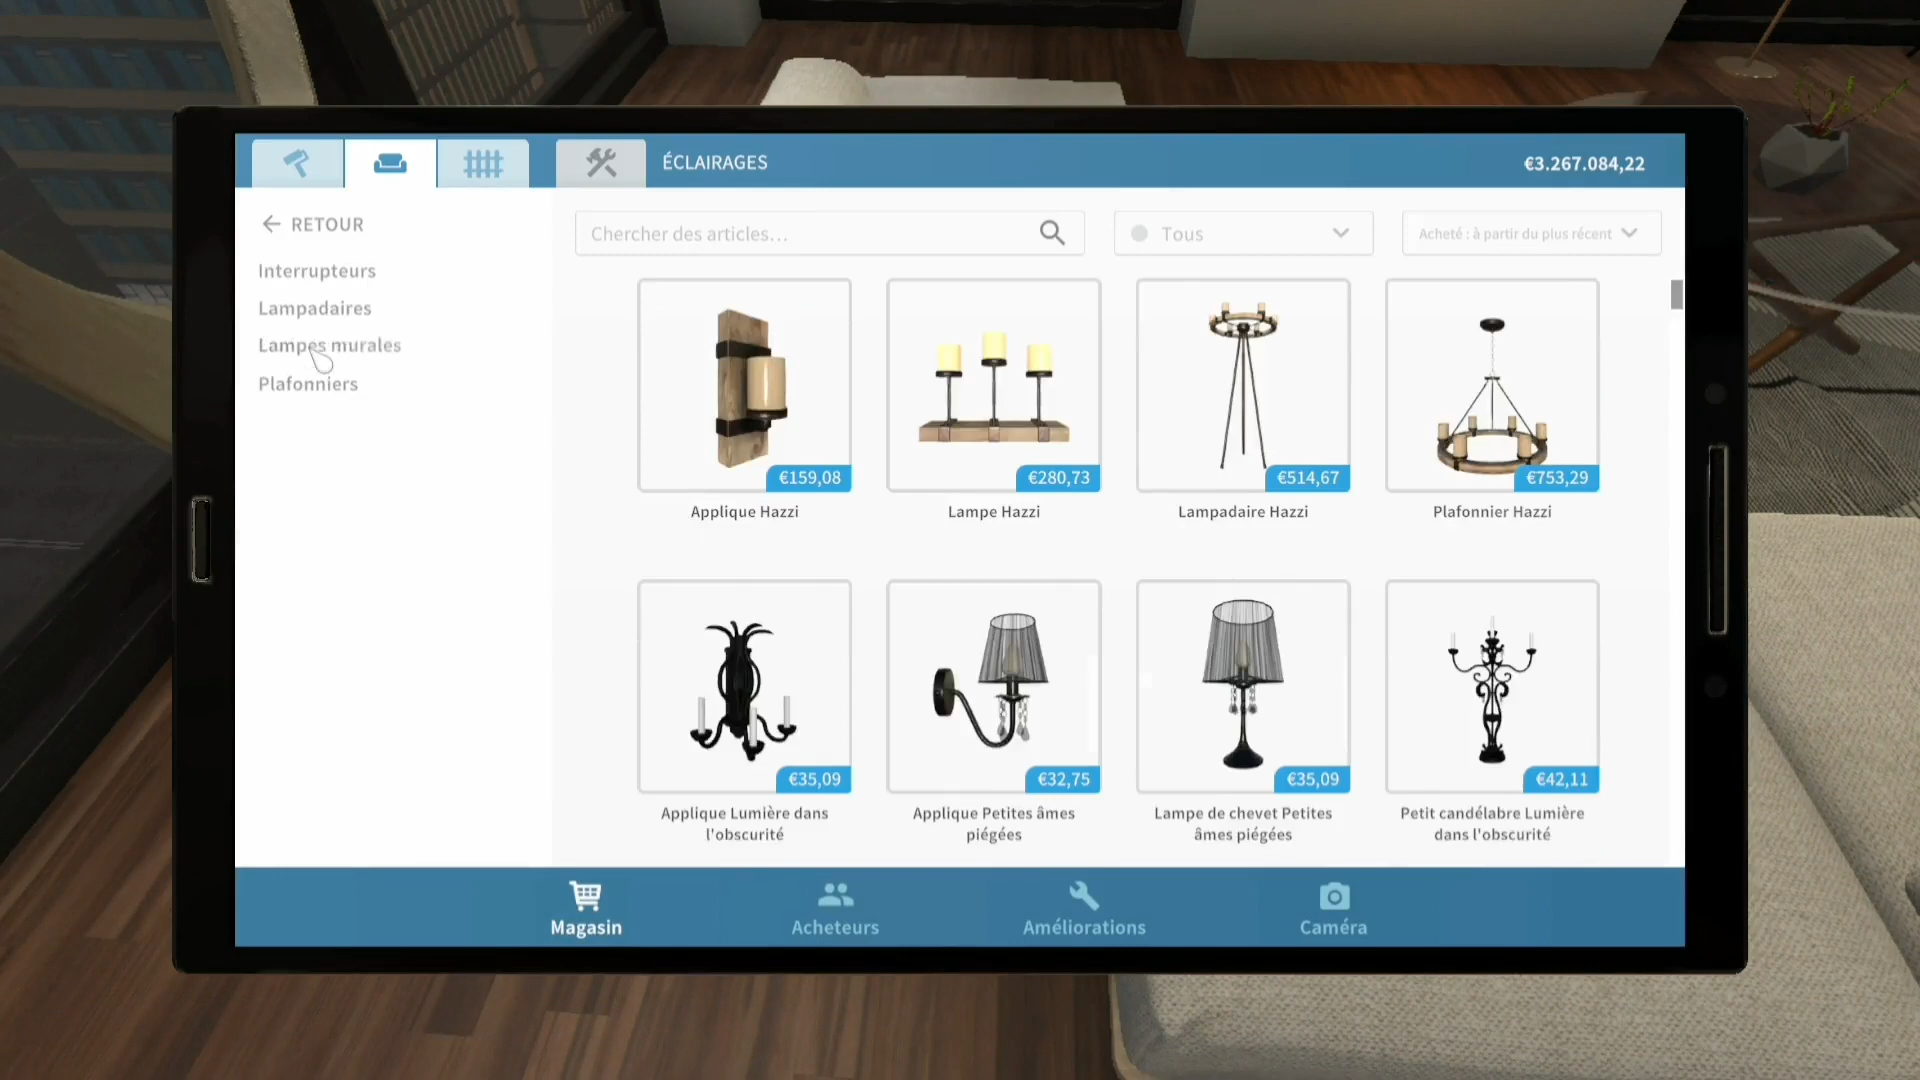 ÉCLAIRAGES
€3.267.084,22
RETOUR
Interrupteurs
Lampadaires
Lampes murales
Plafonniers
Chercher des articles...
Tous
Acheté : à partir du plus récent
€159,08
€280,73
€514,67
€753,29
Applique Hazzi
Lampe Hazzi
Lampadaire Hazzi
Plafonnier Hazzi
€35,09
€32,75
€35,09
€42,11
Applique Lumière dans
l'obscurité
Applique Petites âmes
piégées
Lampe de chevet Petites
âmes piégées
Petit candélabre Lumière
dans l'obscurité
Magasin
Acheteurs
Améliorations
Caméra